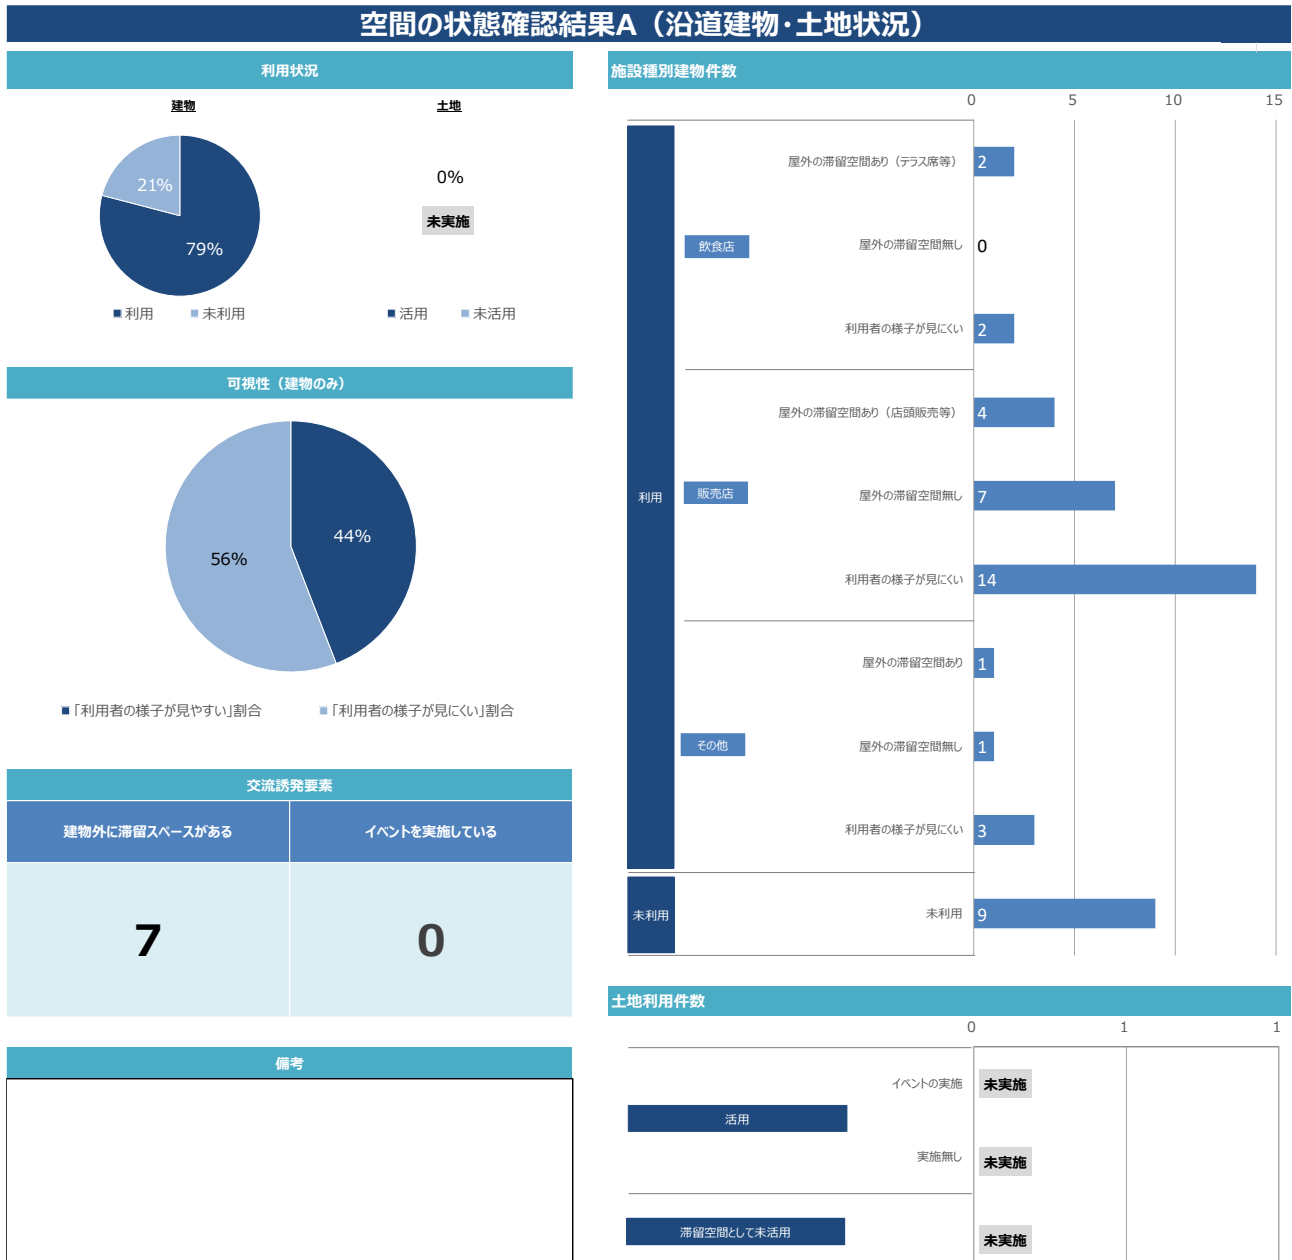 空間の状態確認結果A（沿道建物・土地状況）
利用状況
建物
土地
21%
79%
0%
未実施
利用 未利用
活用 未活用
可視性（建物のみ）
44%
56%
「利用者の様子が見やすい」割合 「利用者の様子が見にくい」割合
交流誘発要素
建物外に滞留スペースがある
イベントを実施している
7
0
備考
施設種別建物件数
0 5 10 15
利用
飲食店
屋外の滞留空間あり（テラス席等） 2
屋外の滞留空間無し 0
利用者の様子が見にくい 2
販売店
屋外の滞留空間あり（店頭販売等） 4
屋外の滞留空間無し 7
利用者の様子が見にくい 14
その他
屋外の滞留空間あり 1
屋外の滞留空間無し 1
利用者の様子が見にくい 3
未利用
未利用 9
土地利用件数
0 1 1
活用
イベントの実施 未実施
実施無し 未実施
滞留空間として未活用 未実施